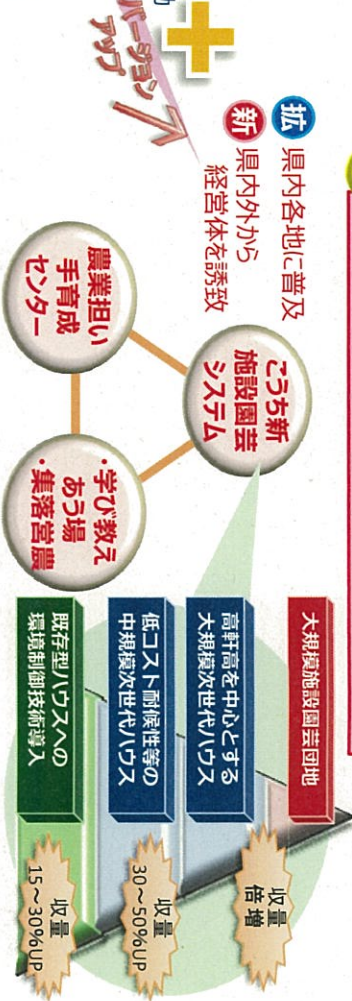 動
バージョン
アップ
拡 県内各地に普及
新 県内外から
経営体を誘致
こうち新
施設園芸
システム
農業担い
手育成
センター
・学び教え
あう場
・集落営農
大規模施設園芸団地
高軒高を中心とする
大規模次世代ハウス
低コスト耐候性等の
中規模次世代ハウス
既存型ハウスへの
環境制御技術導入
収量
倍増
収量
30～50%UP
収量
15～30%UP